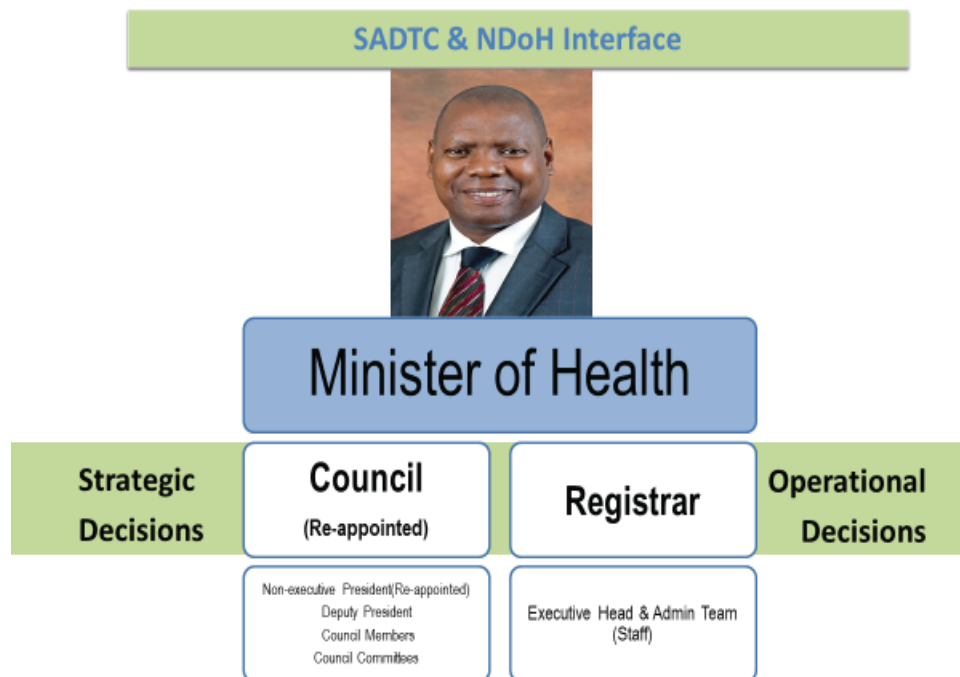 SADTC & NDoH Interface
Minister of Health
Strategic
Decisions
Council
(Re-appointed)
Registrar
Operational
Decisions
Non-executive President(Re-appointed)
Deputy President
Council Members
Council Committees
Executive Head & Admin Team
(Staff)